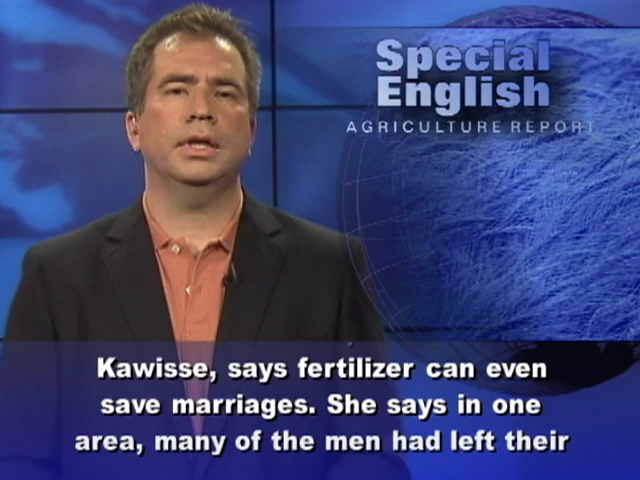 Special
English
AGRICULTURE REPORT
Kawisse, says fertilizer can even
save marriages. She says in one
area, many of the men had left their